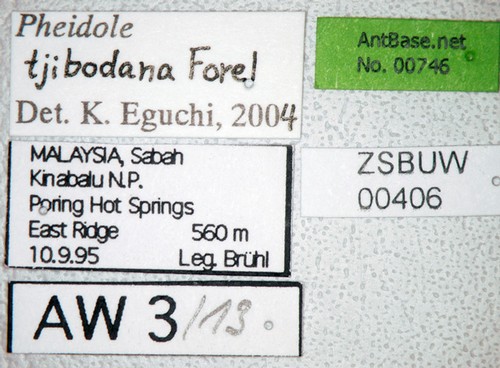 Pheidole
tjibodana Forel
Det. K. Eguchi, 2004
AntBase.net
No. 00746
MALAYSIA, Sabah
Kinabalu N.P.
Poring Hot Springs
East Ridge 560 m
10.9.95 Leg. Brühl
ZSBUW
00406
AW 3/13